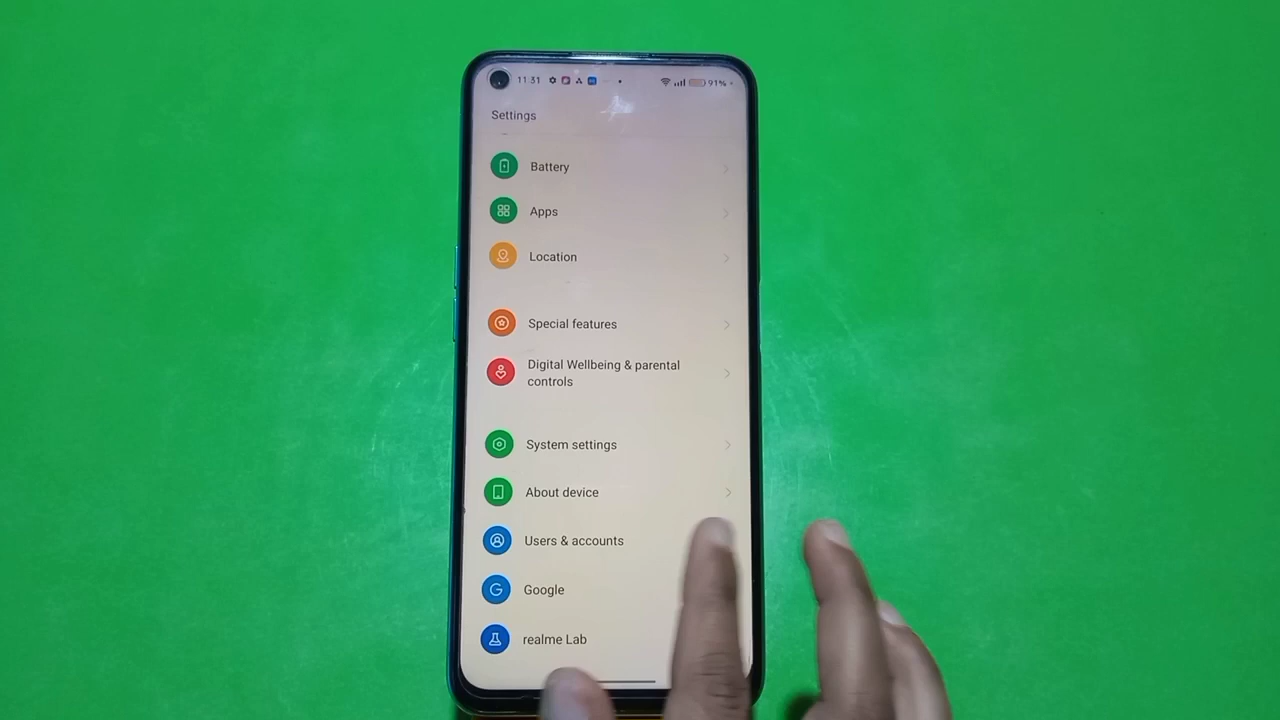 11:31
91%
Settings
Battery
Apps
Location
Special features
Digital Wellbeing & parental
controls
System settings
About device
Users & accounts
Google
realme Lab